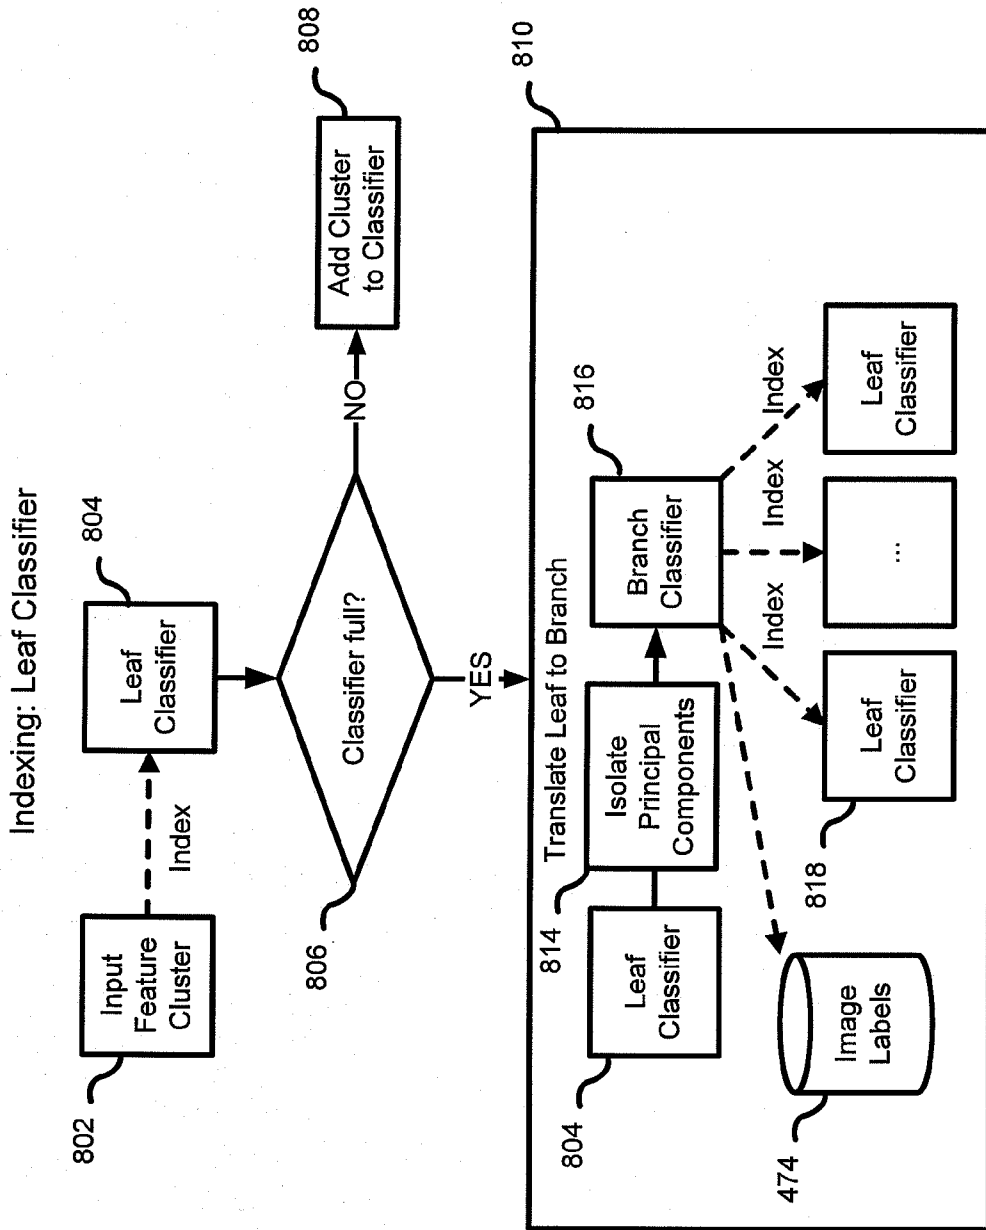 Indexing: Leaf Classifier
802
Input
Feature
Cluster
Index
804
Leaf
Classifier
806
Classifier full?
NO
808
Add Cluster
to Classifier
YES
810
Translate Leaf to Branch
804
Leaf
Classifier
814
Isolate
Principal
Components
816
Branch
Classifier
474
Image
Labels
Index
Index
Index
818
Leaf
Classifier
...
Leaf
Classifier